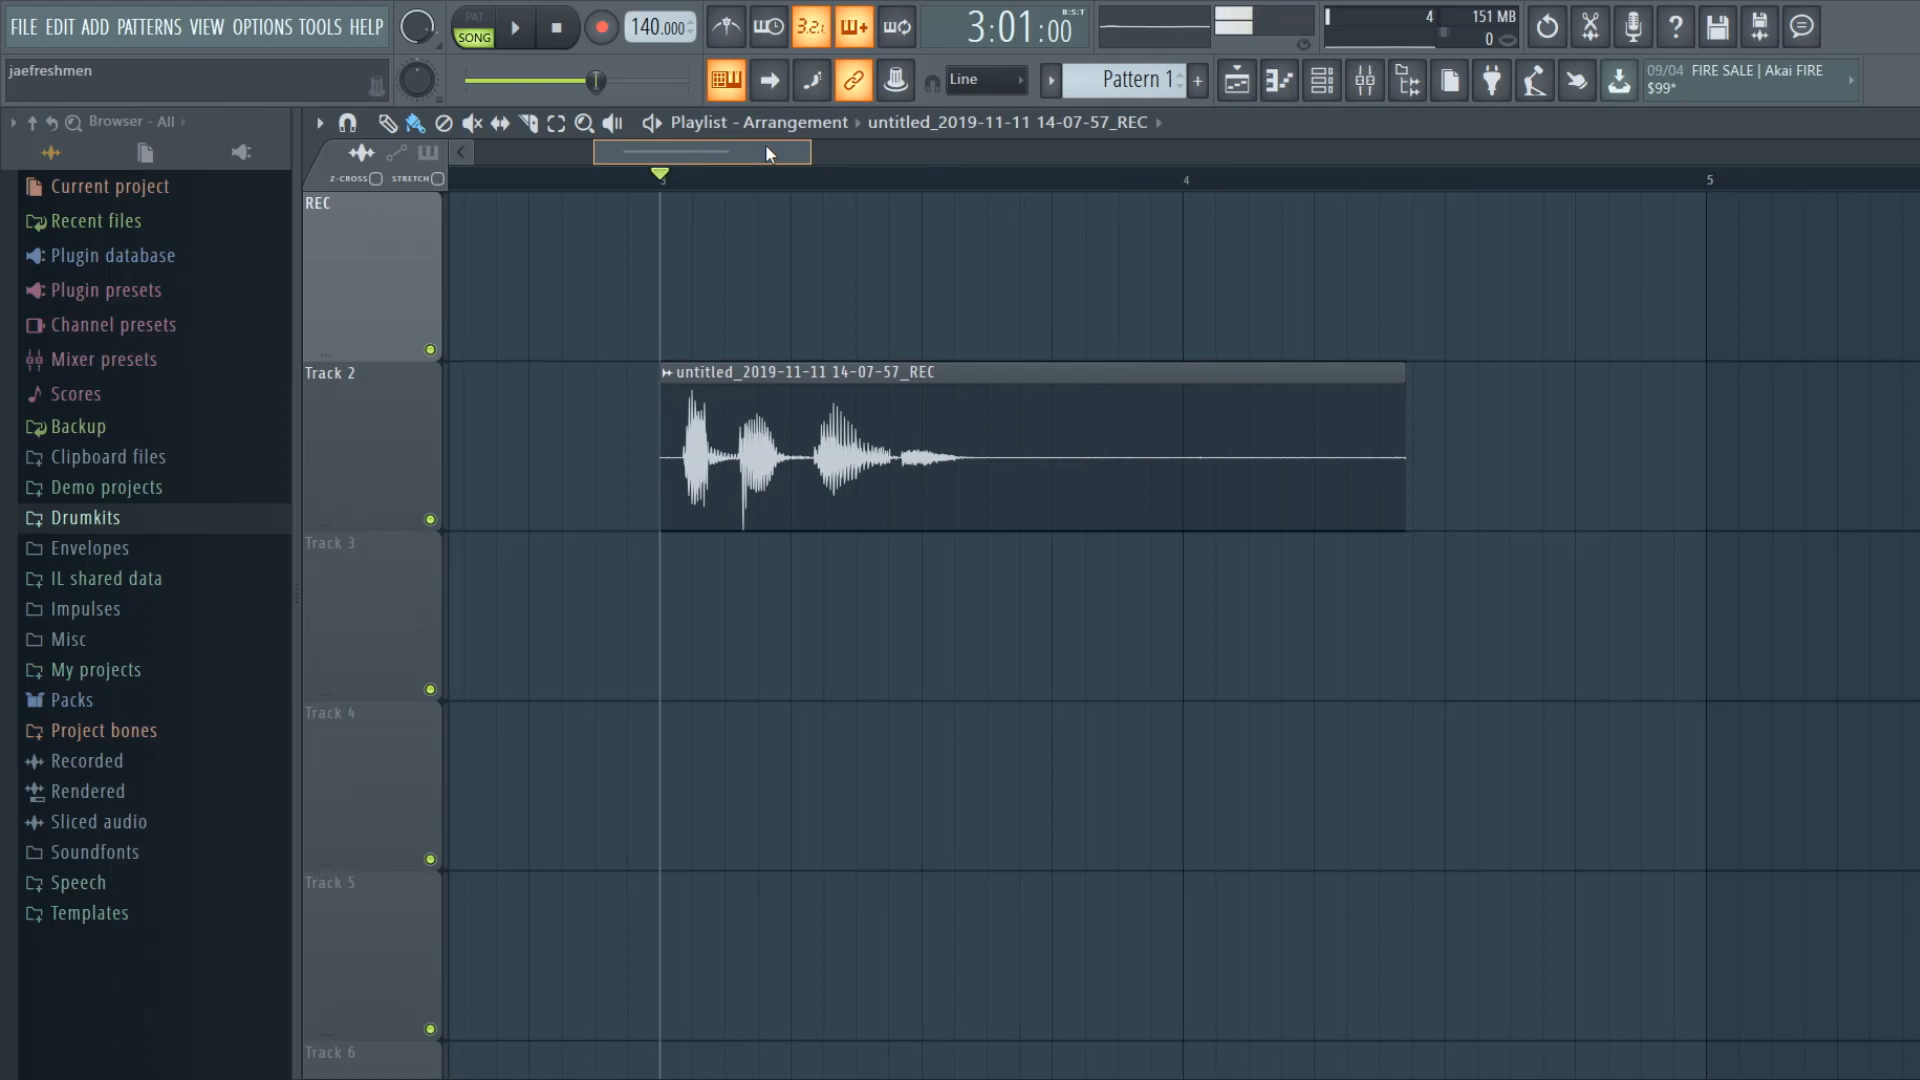 FILE EDIT ADD PATTERNS VIEW OPTIONS TOOLS HELP
PAT
SONG
140.000
3.2.
3:01:00
B:S:T
4
151 MB
0
jaefreshmen
Line
Pattern 1
+
09/04 FIRE SALE | Akai FIRE
$99*
Browser - All
Playlist - Arrangement
untitled_2019-11-11 14-07-57_REC
Z-CROSS
STRETCH
3
4
5
Current project
Recent files
Plugin database
Plugin presets
Channel presets
Mixer presets
Scores
Backup
Clipboard files
Demo projects
Drumkits
Envelopes
IL shared data
Impulses
Misc
My projects
Packs
Project bones
Recorded
Rendered
Sliced audio
Soundfonts
Speech
Templates
REC
Track 2
untitled_2019-11-11 14-07-57_REC
Track 3
Track 4
Track 5
Track 6